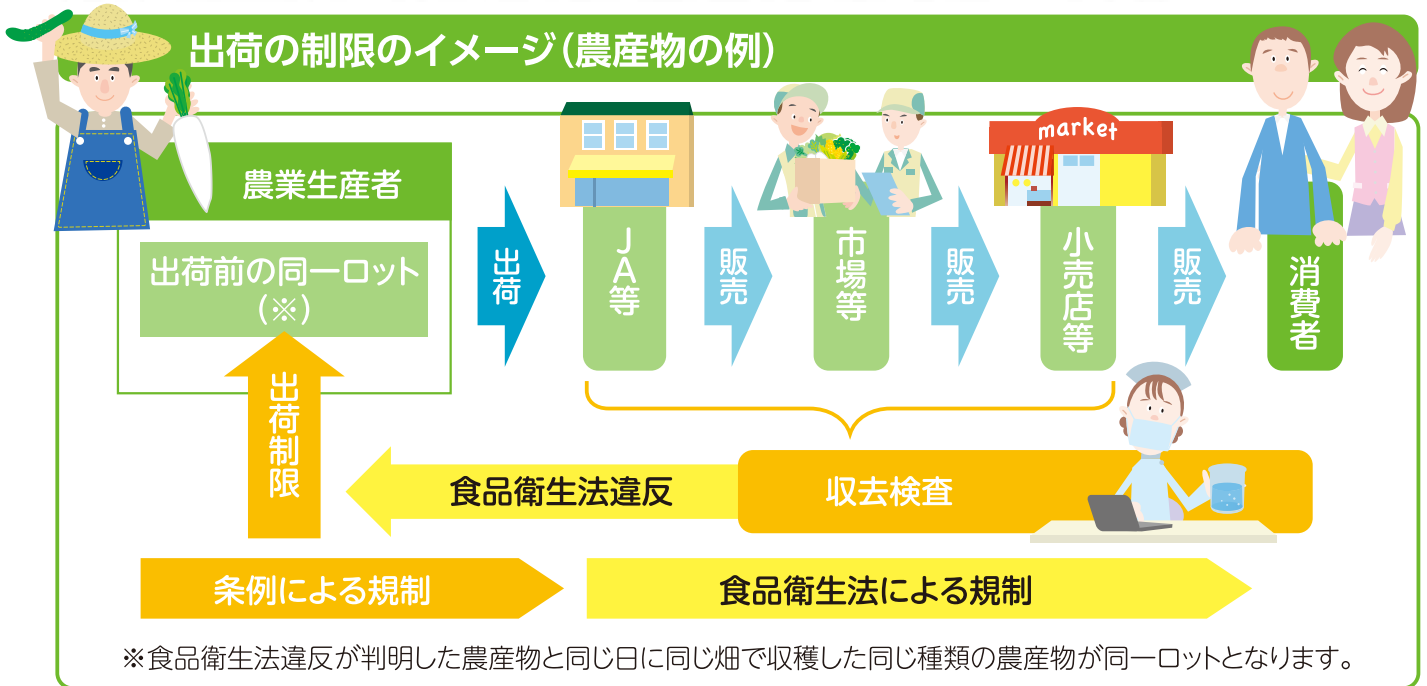 出荷の制限のイメージ（農産物の例）
農業生産者
出荷前の同一ロット
（※）
出荷
JA等
販売
市場等
販売
market
小売店等
販売
消費者
出荷制限
食品衛生法違反
収去検査
条例による規制
食品衛生法による規制
※食品衛生法違反が判明した農産物と同じ日に同じ畑で収穫した同じ種類の農産物が同一ロットとなります。